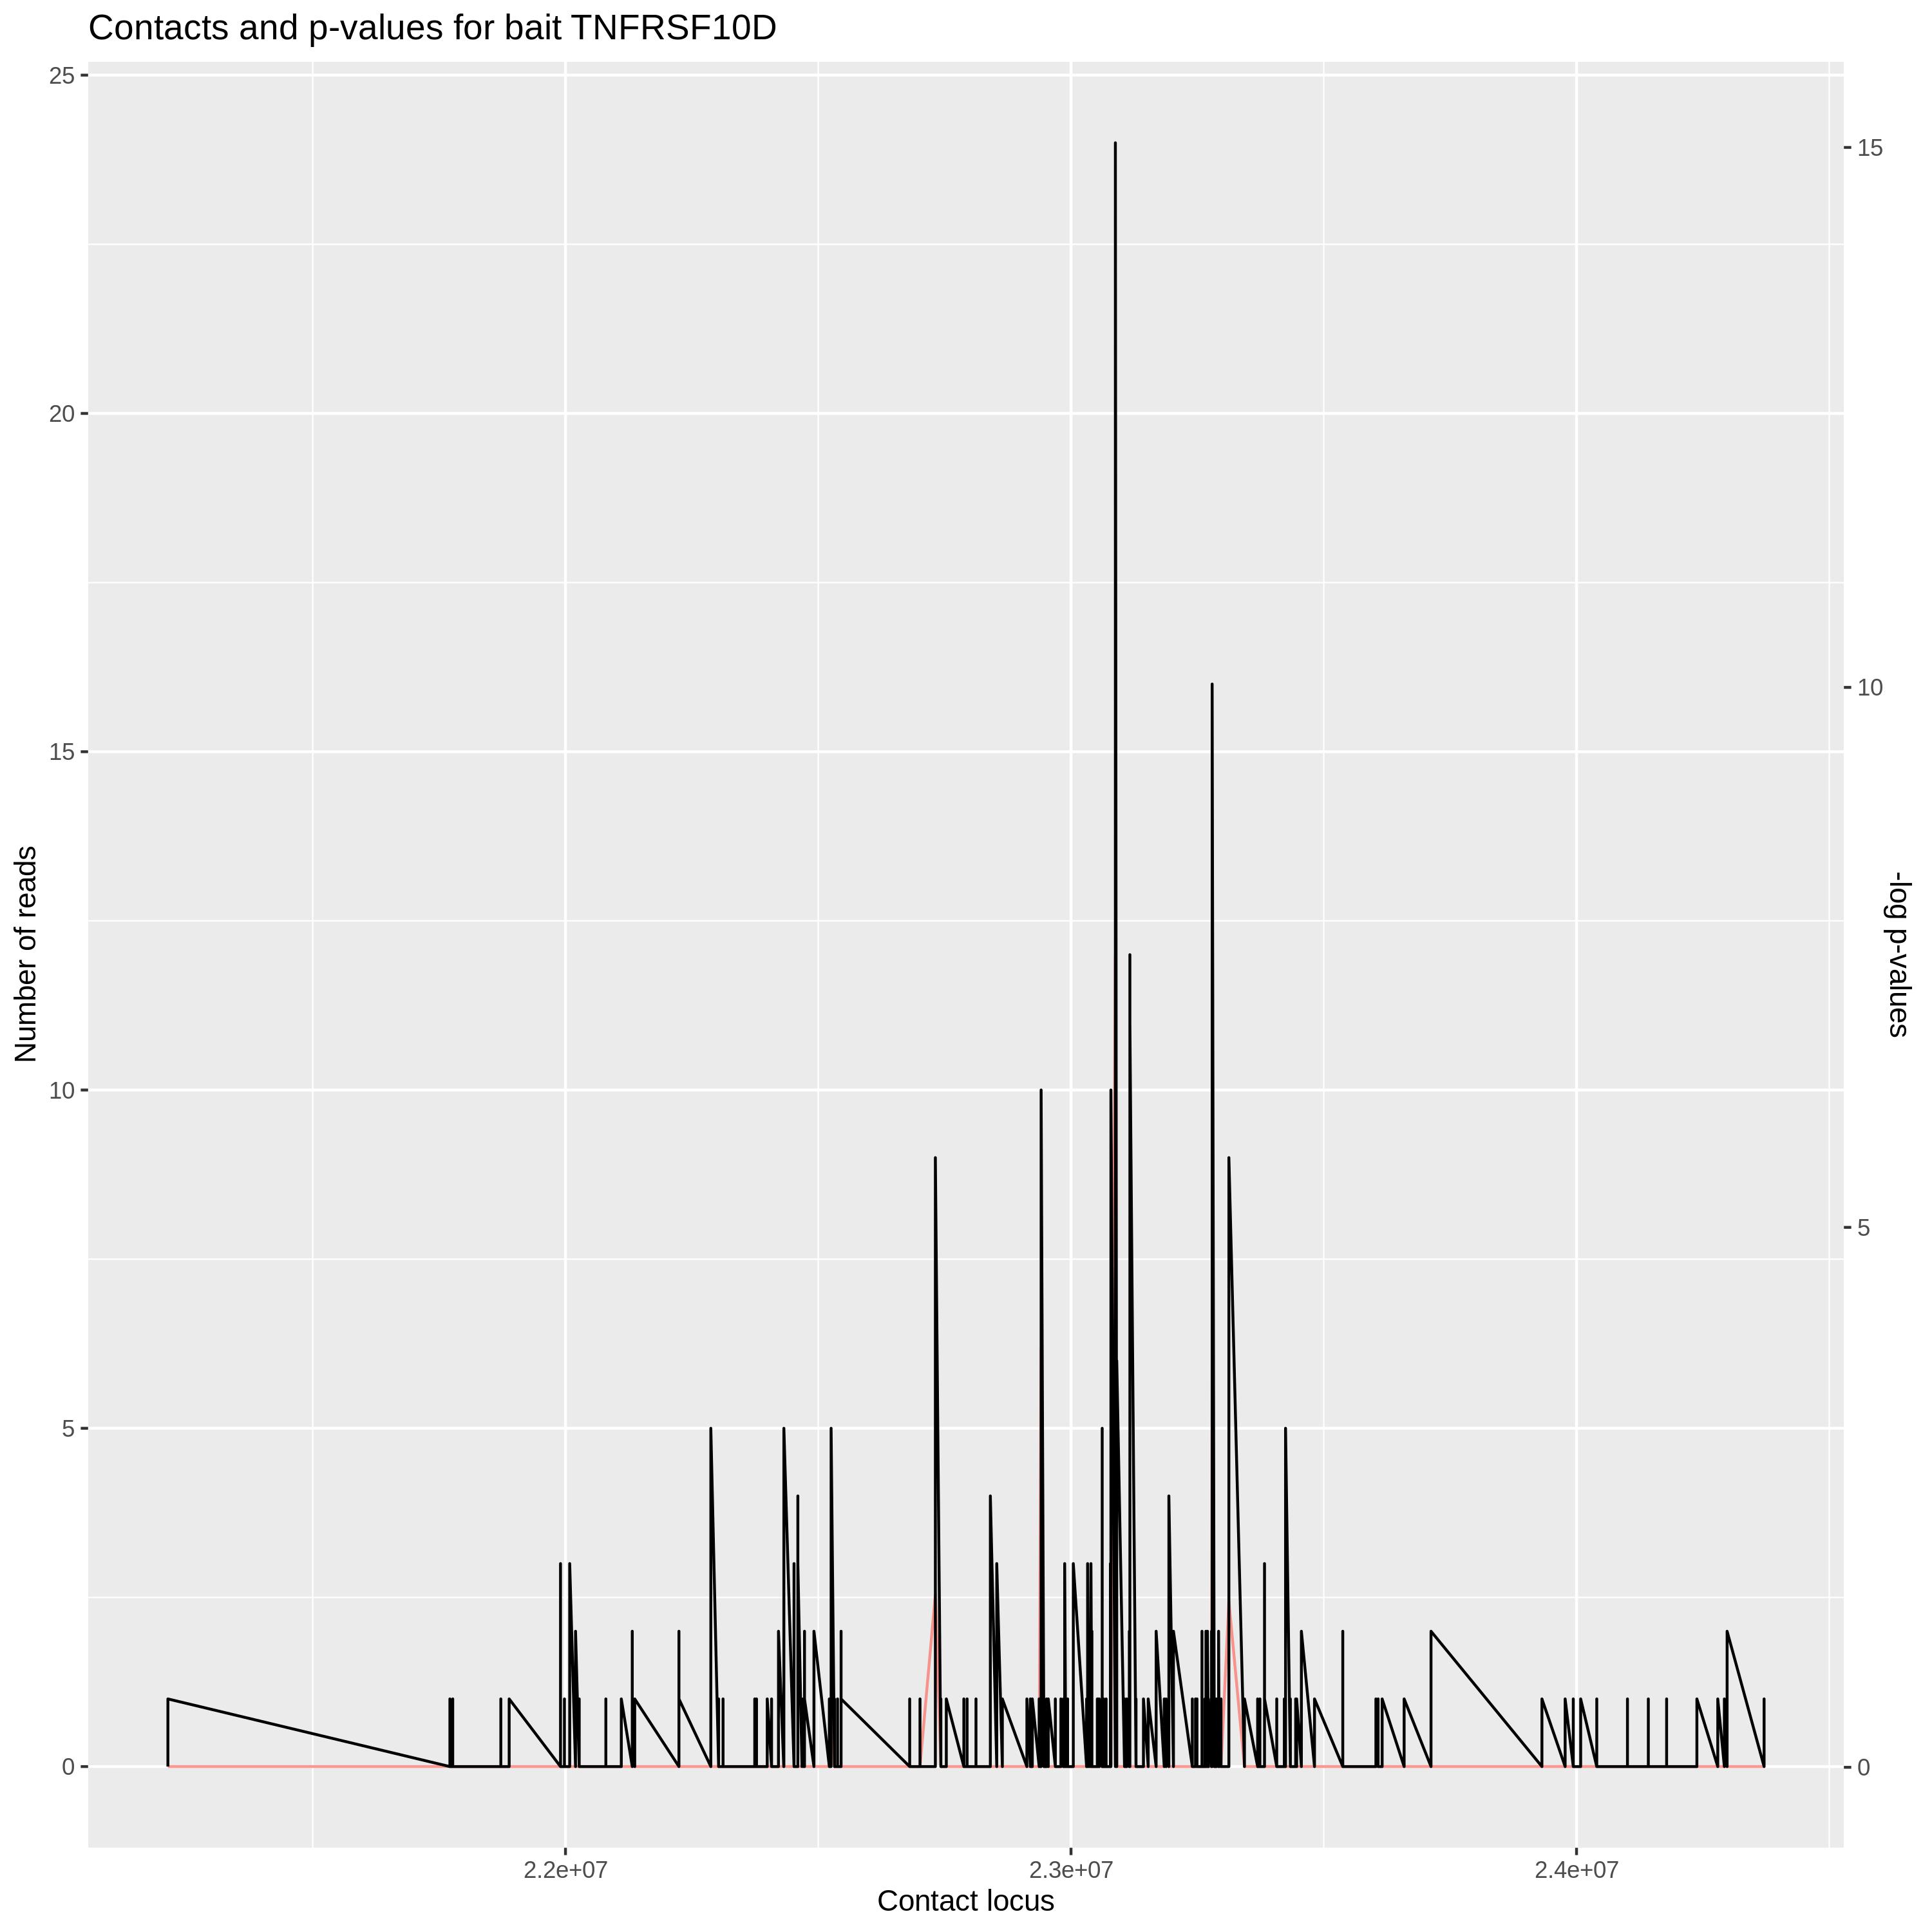 Contacts and p-values for bait TNFRSF10D
25
20
15
10
5
0
Number of reads
15
10
5
0
-log p-values
2.2e+07 2.3e+07 2.4e+07
Contact locus